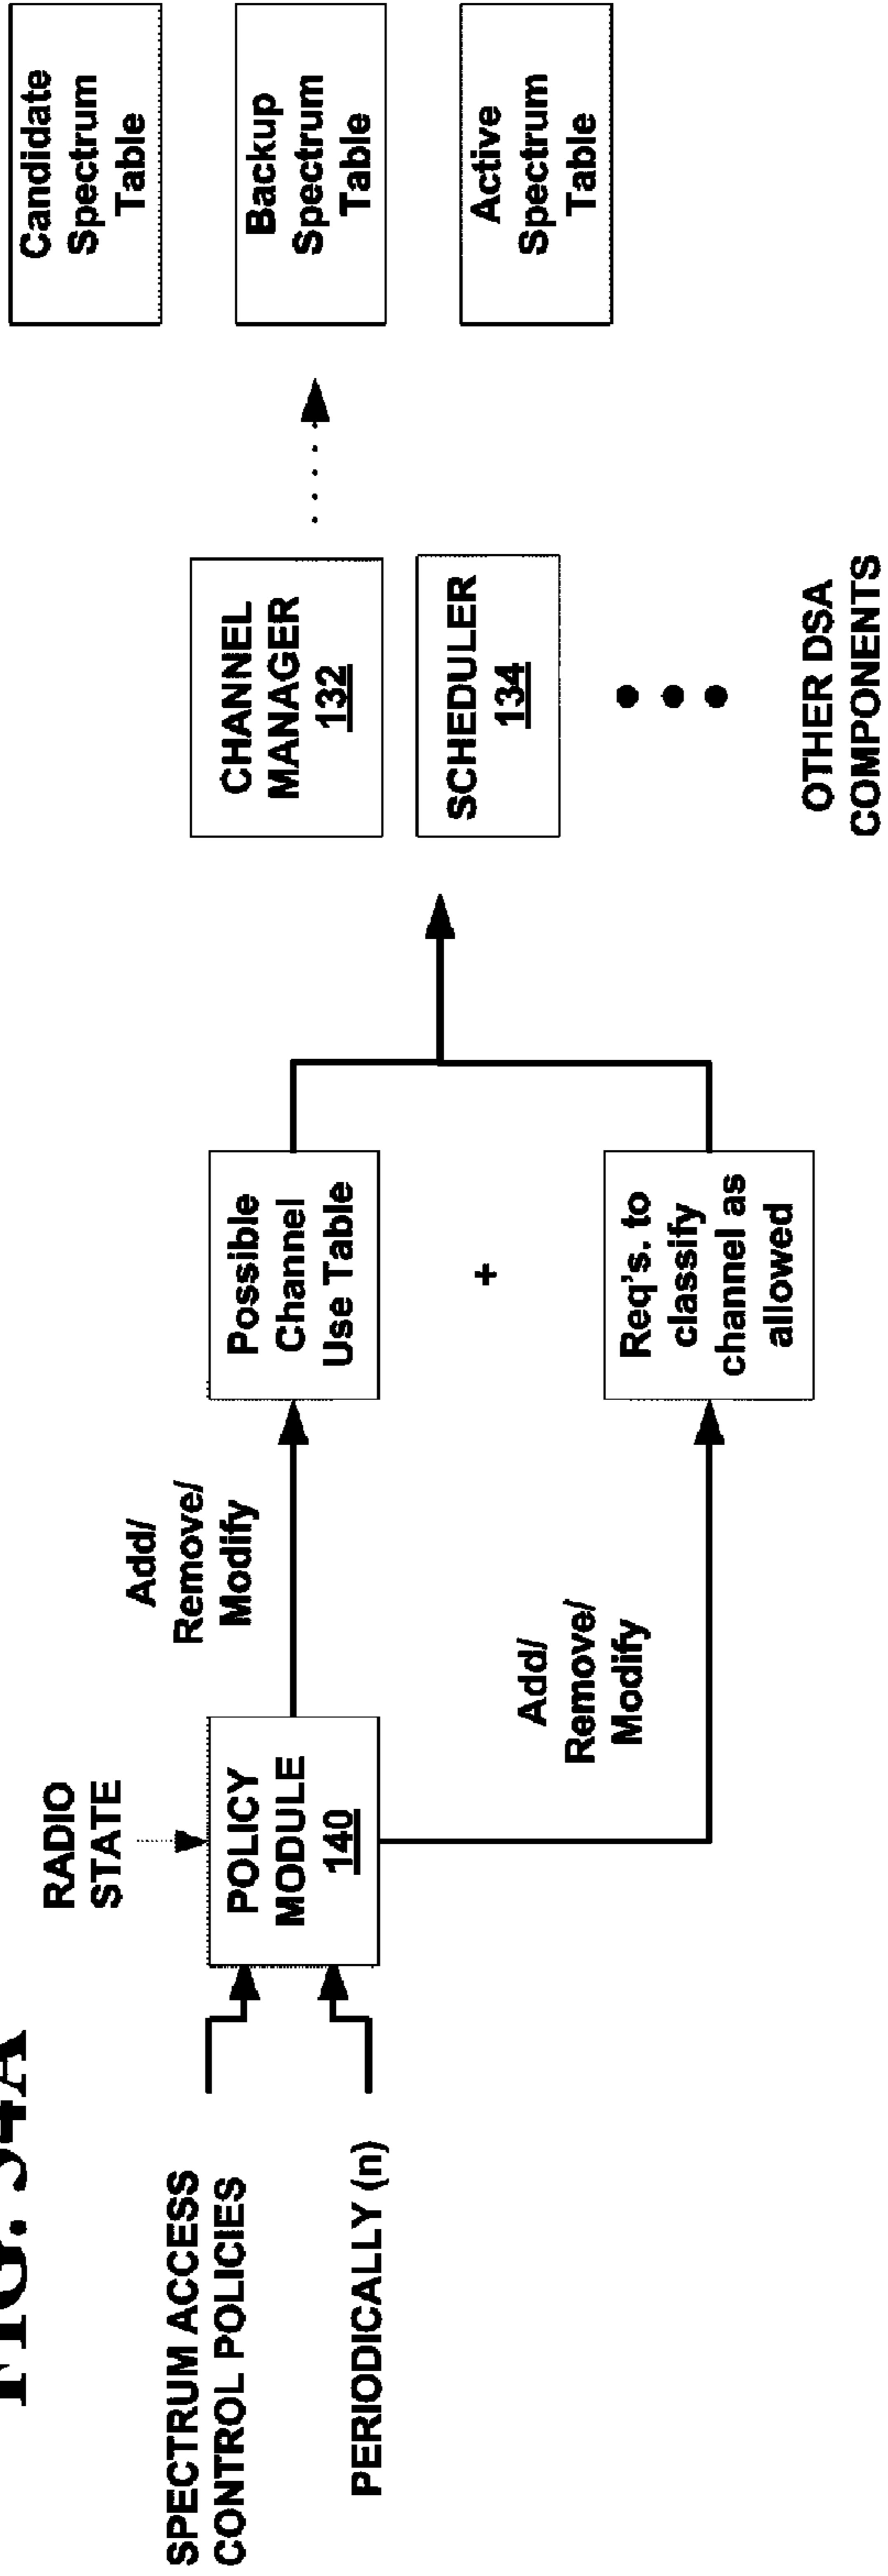 FIG.
SPECTRUM ACCESS
CONTROL POLICIES
PERIODICALLY (n)
RADIO
STATE
POLICY
MODULE
140
Add/
Remove/
Modify
Add/
Remove/
Modify
Possible
Channel
Use Table
+
Req's. to
classify
channel as
allowed
CHANNEL
MANAGER
132
SCHEDULER
134
OTHER DSA
COMPONENTS
Candidate
Spectrum
Table
Backup
Spectrum
Table
Active
Spectrum
Table